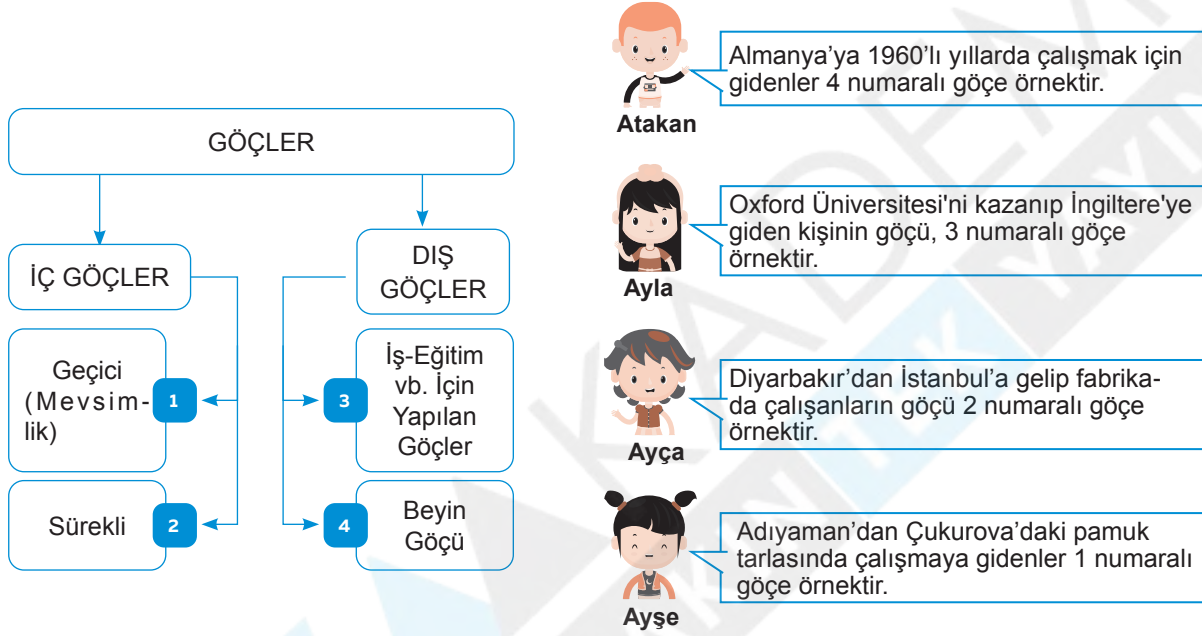 GÖÇLER
İÇ GÖÇLER
DIŞ
GÖÇLER
Geçici
(Mevsim-
lik)
1
Sürekli
2
İş-Eğitim
vb. İçin
Yapılan
Göçler
3
Beyin
Göçü
4
Almanya’ya 1960’lı yıllarda çalışmak için
gidenler 4 numaralı göçe örnektir.
Atakan
Oxford Üniversitesi'ni kazanıp İngiltere'ye
giden kişinin göçü, 3 numaralı göçe
örnektir.
Ayla
Diyarbakır’dan İstanbul’a gelip fabrika-
da çalışanların göçü 2 numaralı göçe
örnektir.
Ayça
Adıyaman’dan Çukurova’daki pamuk
tarlasında çalışmaya gidenler 1 numaralı
göçe örnektir.
Ayşe